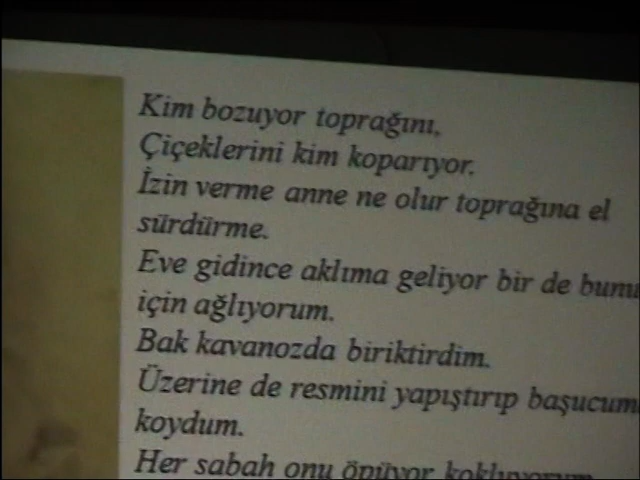 Kim bozuyor toprağını,
Çiçeklerini kim koparıyor.
İzin verme anne ne olur toprağına el
sürdürme.
Eve gidince aklıma geliyor bir de
için ağlıyorum.
Bak kavanozda biriktirdim.
Üzerine de resmini yapıştırıp
koydum.
Her sabah onu öpüyor kokluyorum